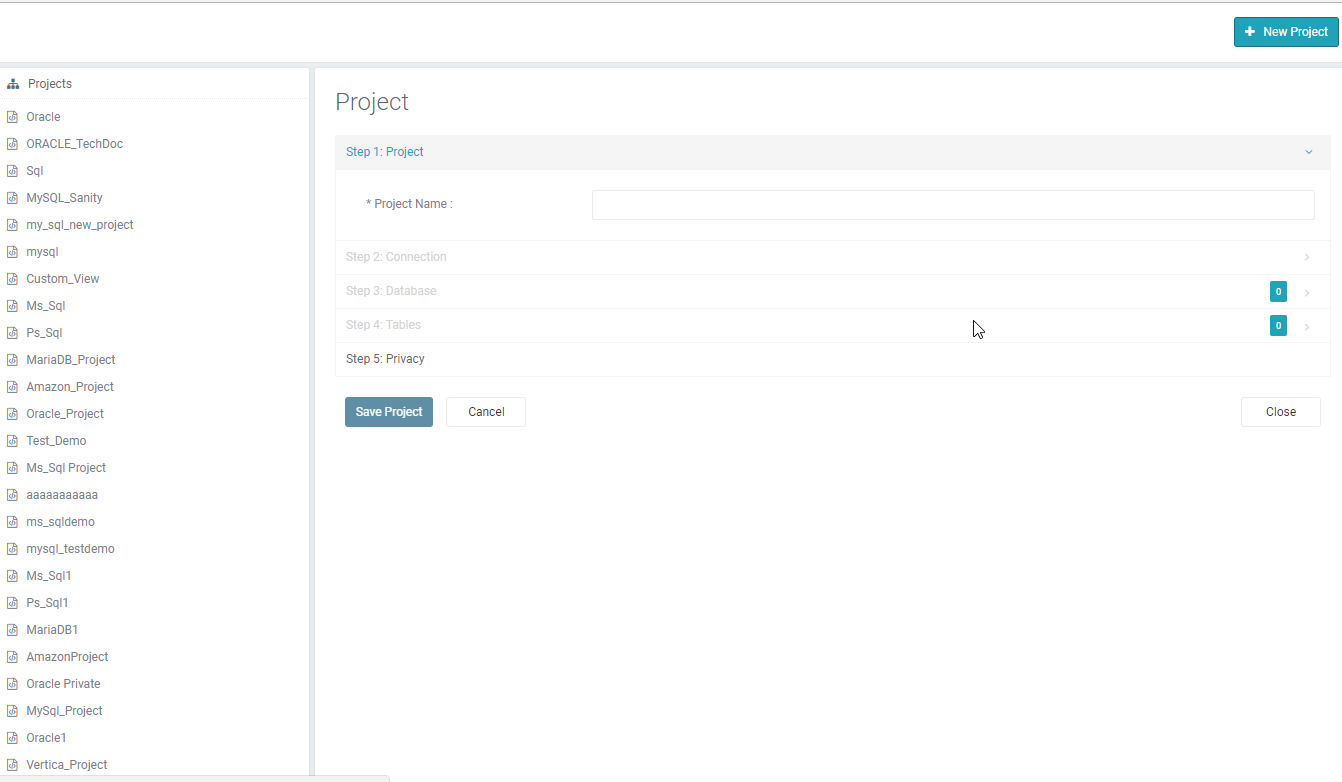 New Project
Projects
Oracle
ORACLE_TechDoc
Sql
MySQL_Sanity
my_sql_new_project
mysql
Custom_View
Ms_Sql
Ps_Sql
MariaDB_Project
Amazon_Project
Oracle_Project
Test_Demo
Ms_Sql Project
aaaaaaaaaaa
ms_sqldemo
mysql_testdemo
Ms_Sql1
Ps_Sql1
MariaDB1
AmazonProject
Oracle Private
MySql_Project
Oracle1
Vertica_Project
Project
Step 1: Project
* Project Name :
Step 2: Connection
Step 3: Database 0
Step 4: Tables 0
Step 5: Privacy
Save Project Cancel Close